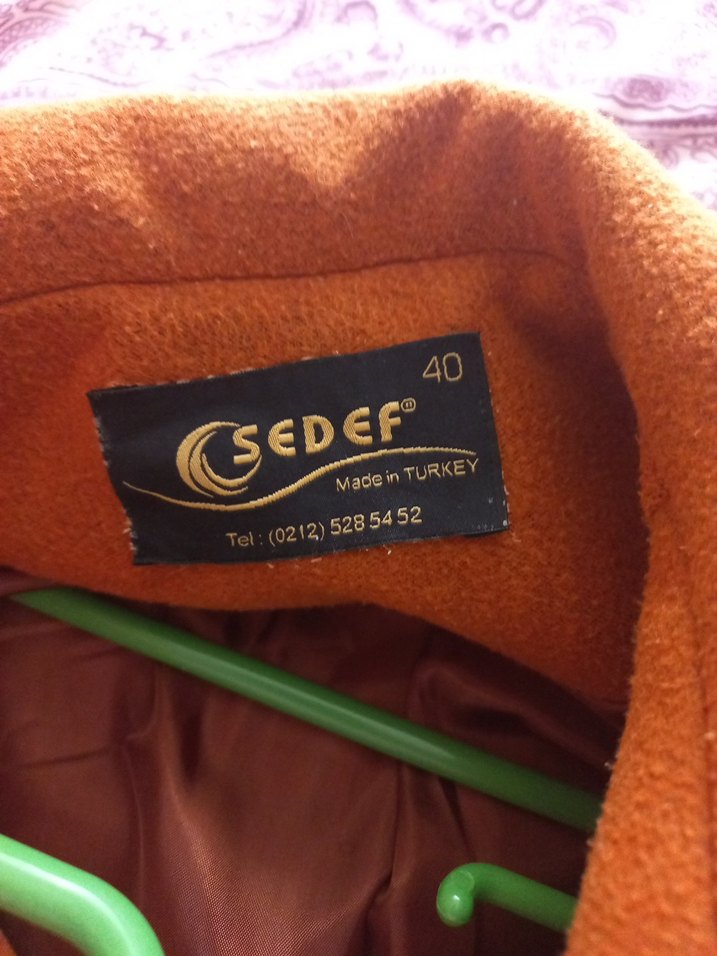 40
SEDEF®
Made in TURKEY
Tel : (0212) 528 54 52